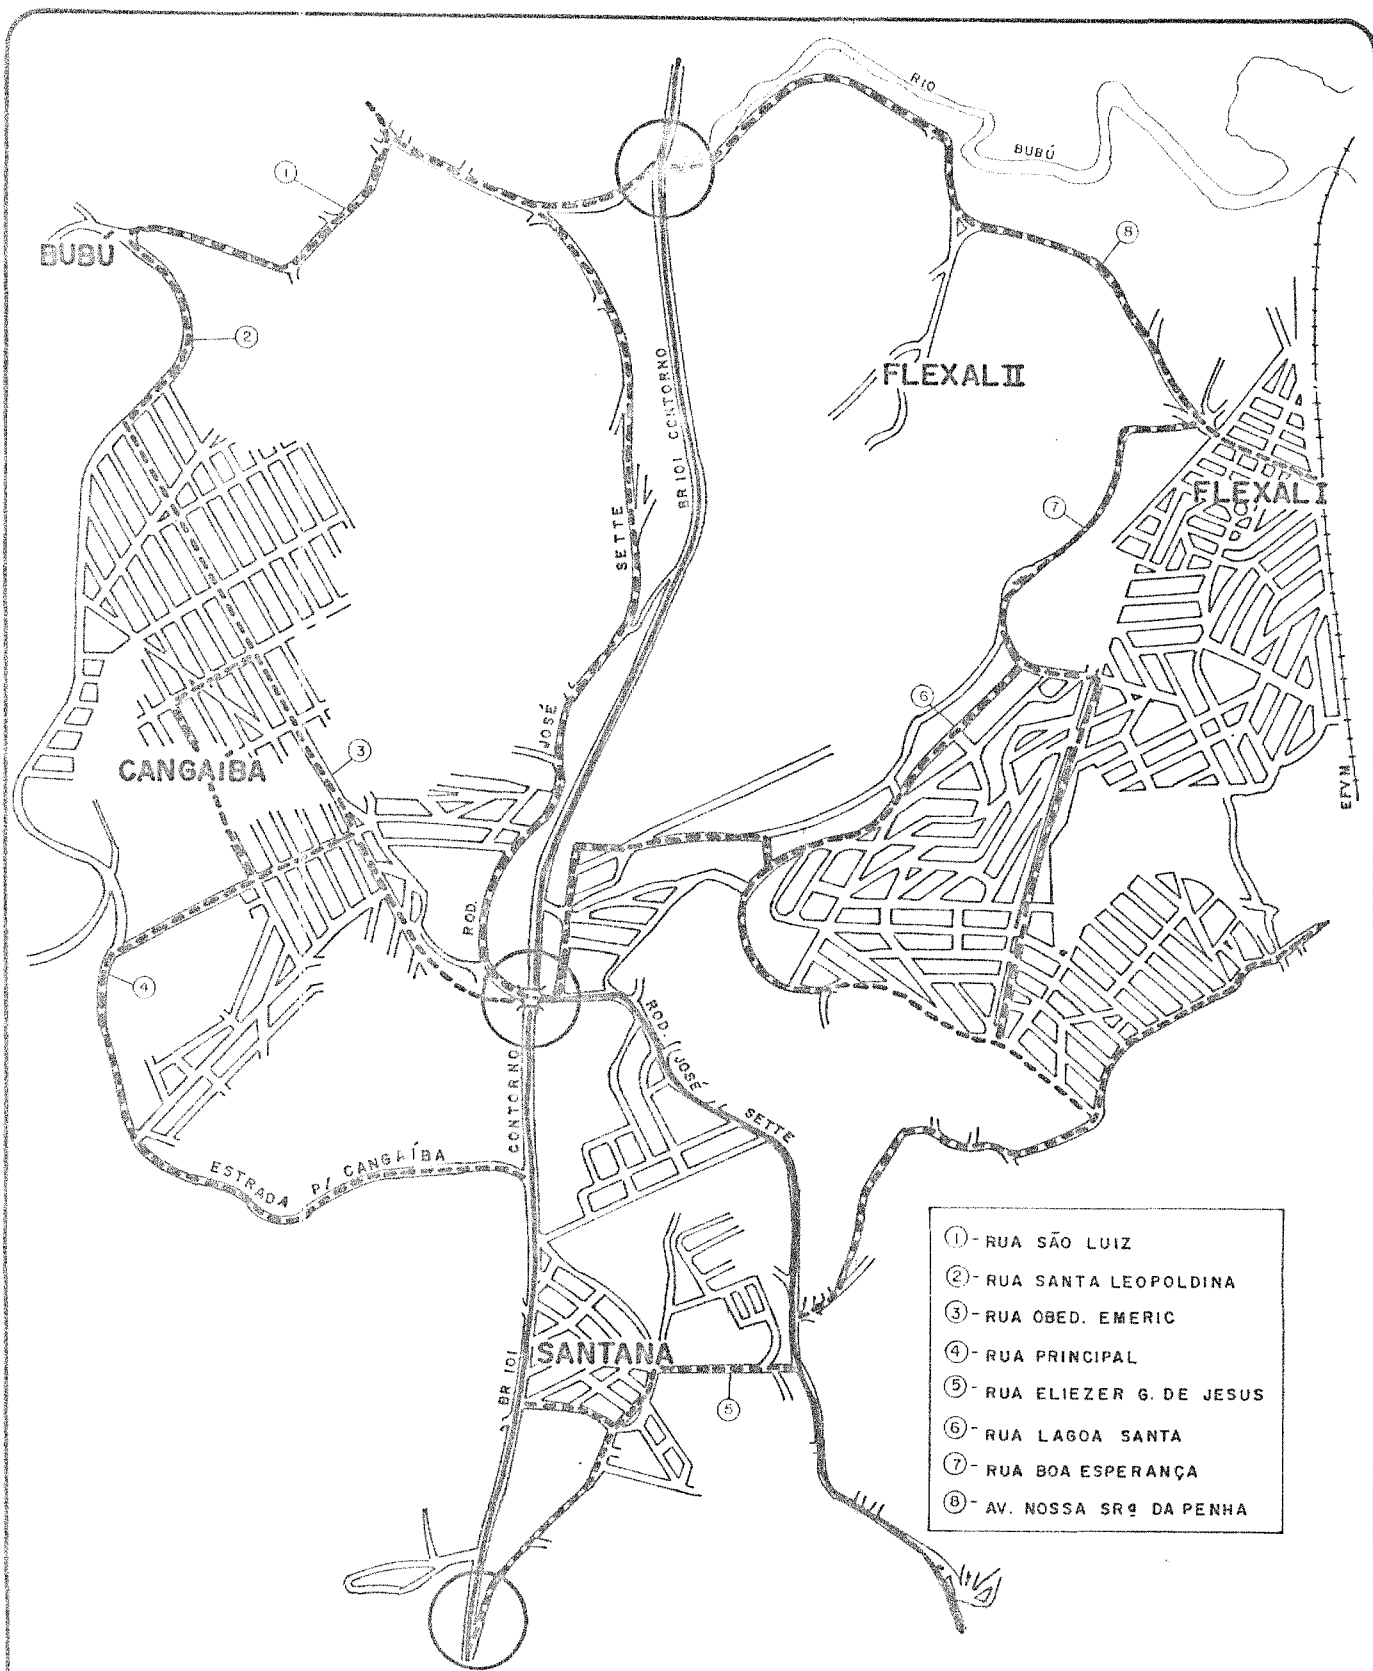 RIO
BUBÚ
1
8
BUBÚ
2
FLEXAL II
BR 101 CONTORNO
SETTE
FLEXAL I
7
6
JOSÉ
3
CANGAÍBA
EFVM
ROD.
4
ROD. JOSÉ SETTE
CONTORNO
ESTRADA P/ CANGAÍBA
SANTANA
BR 101
5
1 - RUA SÃO LUIZ
2 - RUA SANTA LEOPOLDINA
3 - RUA OBED. EMERIC
4 - RUA PRINCIPAL
5 - RUA ELIEZER G. DE JESUS
6 - RUA LAGOA SANTA
7 - RUA BOA ESPERANÇA
8 - AV. NOSSA SRª DA PENHA